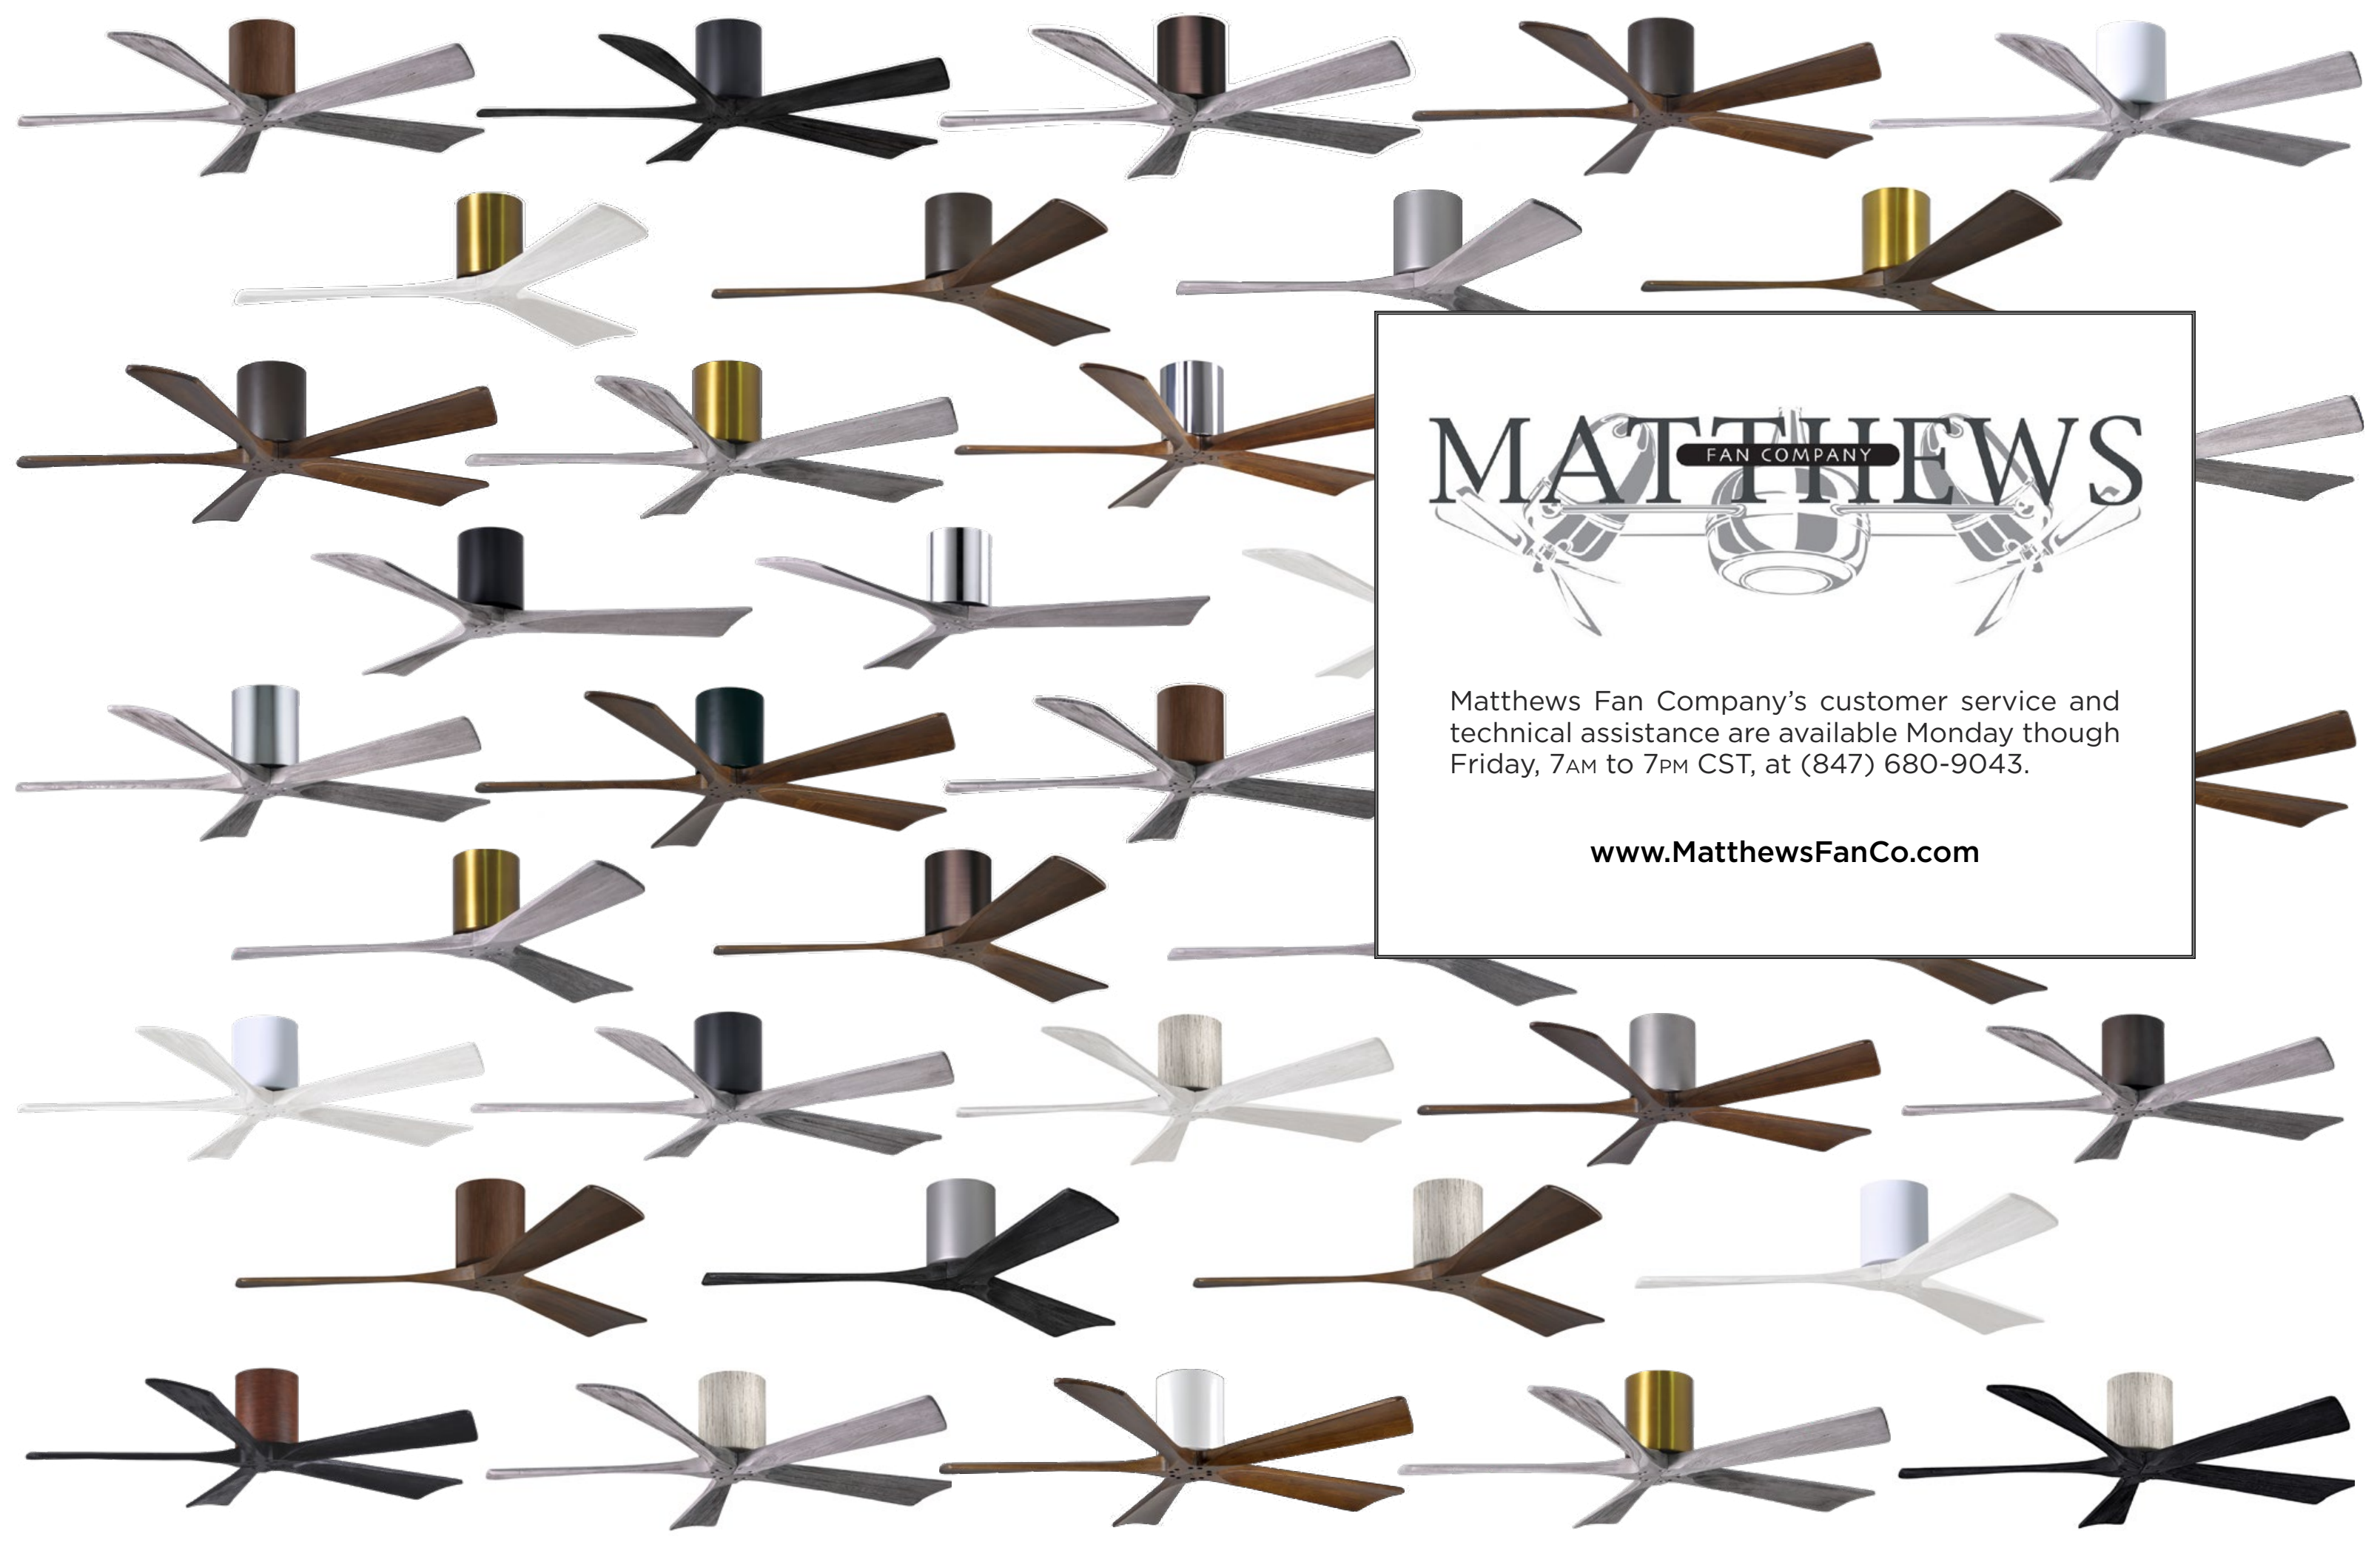 MATTHEWS
FAN COMPANY
Matthews Fan Company’s customer service and
technical assistance are available Monday though
Friday, 7AM to 7PM CST, at (847) 680-9043.
www.MatthewsFanCo.com